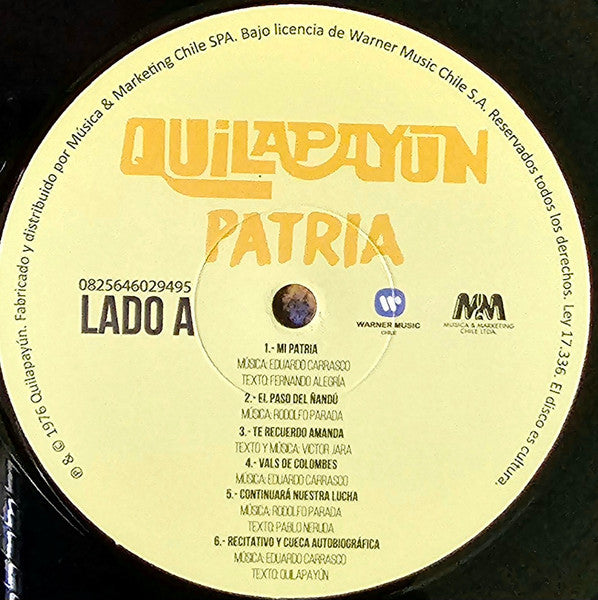 ℗ & © 1976 Quilapayún. Fabricado y distribuido por Música & Marketing Chile SPA. Bajo licencia de Warner Music Chile S.A. Reservados todos los derechos. Ley 17.336. El disco es cultura.
QUILAPAYÚN
PATRIA
0825646029495
LADO A
WARNER MUSIC
CHILE
MM
MÚSICA & MARKETING
CHILE LTDA.
1.- MI PATRIA
MÚSICA: EDUARDO CARRASCO
TEXTO: FERNANDO ALEGRÍA
2.- EL PASO DEL ÑANDÚ
MÚSICA: RODOLFO PARADA
3.- TE RECUERDO AMANDA
TEXTO Y MÚSICA: VICTOR JARA
4.- VALS DE COLOMBES
MÚSICA: EDUARDO CARRASCO
5.- CONTINUARÁ NUESTRA LUCHA
MÚSICA: RODOLFO PARADA
TEXTO: PABLO NERUDA
6.- RECITATIVO Y CUECA AUTOBIOGRÁFICA
MÚSICA: EDUARDO CARRASCO
TEXTO: QUILAPAYÚN